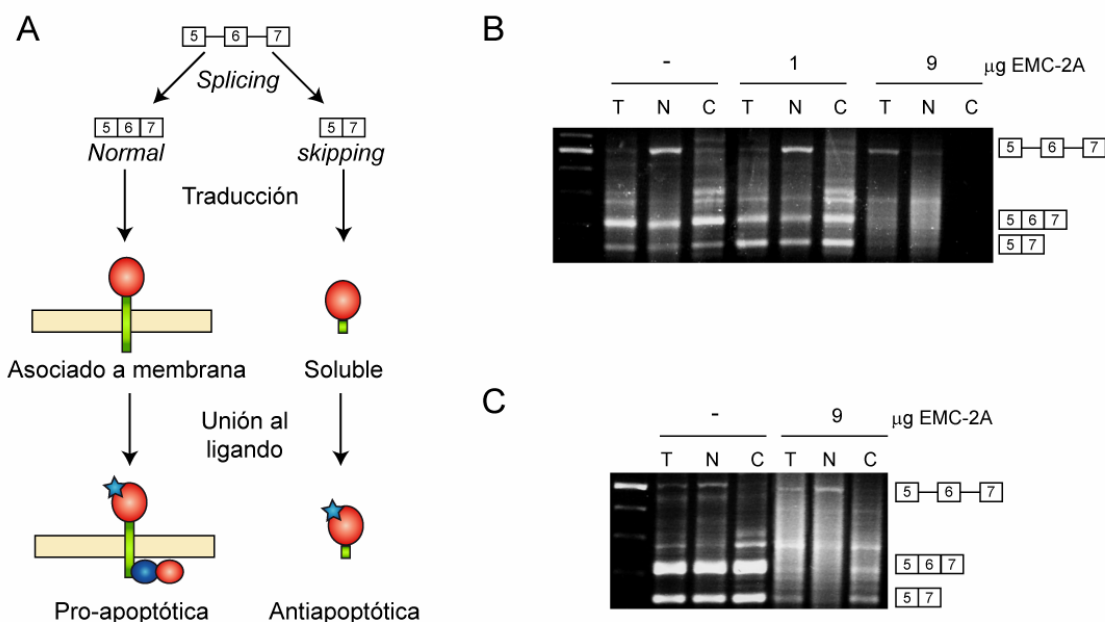 A
5 6 7
Splicing
5 6 7
5 7
Normal
skipping
Traducción
Asociado a membrana
Soluble
Unión al
ligando
Pro-apoptótica
Antiapoptótica
B
- 1 9 μg EMC-2A
T N C T N C T N C
5 6 7
5 6 7
5 7
C
- 9 μg EMC-2A
T N C T N C
5 6 7
5 6 7
5 7